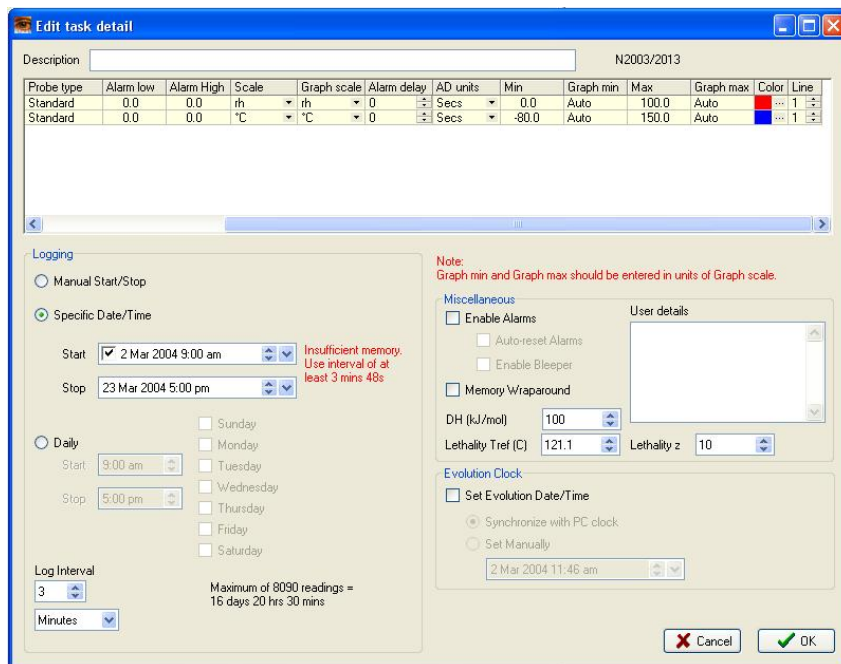 Edit task detail
Description N2003/2013
Probe type Alarm low Alarm High Scale Graph scale Alarm delay AD units Min Graph min Max Graph max Color Line
Standard 0.0 0.0 rh rh 0 Secs 0.0 Auto 100.0 Auto ... 1
Standard 0.0 0.0 °C °C 0 Secs -80.0 Auto 150.0 Auto ... 1
Logging
Manual Start/Stop
Specific Date/Time
Start 2 Mar 2004 9:00 am
Stop 23 Mar 2004 5:00 pm
Insufficient memory.
Use interval of at
least 3 mins 48s
Daily
Start 9:00 am
Stop 5:00 pm
Sunday
Monday
Tuesday
Wednesday
Thursday
Friday
Saturday
Log Interval
3
Minutes
Maximum of 8090 readings =
16 days 20 hrs 30 mins
Note:
Graph min and Graph max should be entered in units of Graph scale.
Miscellaneous
Enable Alarms
Auto-reset Alarms
Enable Bleeper
Memory Wraparound
User details
DH (kJ/mol) 100
Lethality Tref (C) 121.1 Lethality z 10
Evolution Clock
Set Evolution Date/Time
Synchronize with PC clock
Set Manually
2 Mar 2004 11:46 am
Cancel OK